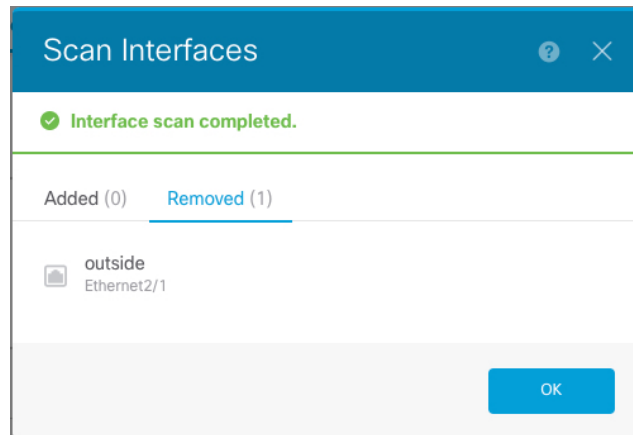 Scan Interfaces
Interface scan completed.
Added (0) Removed (1)
outside
Ethernet2/1
OK